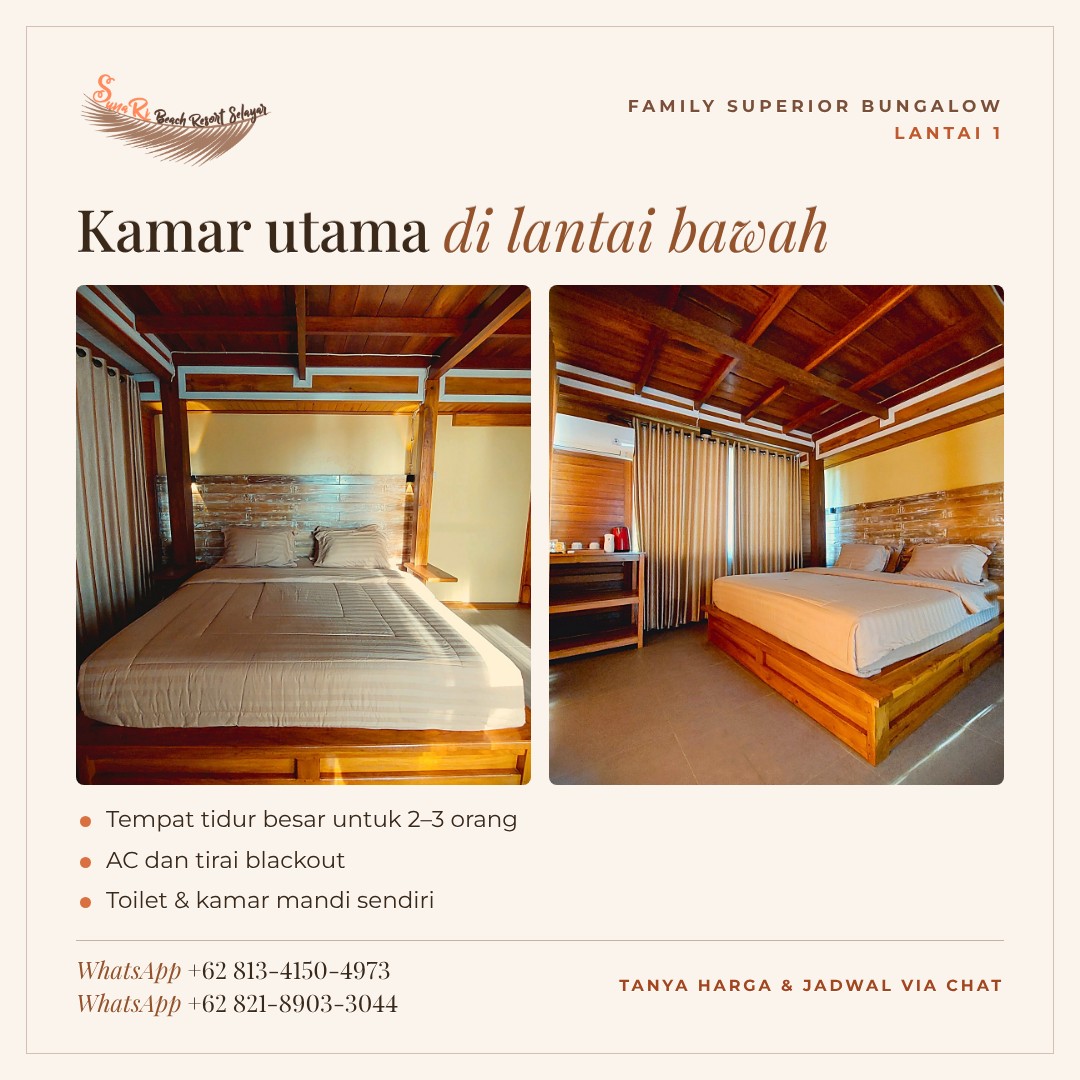 SunaRi Beach Resort Selayar
FAMILY SUPERIOR BUNGALOW
LANTAI 1
Kamar utama di lantai bawah
Tempat tidur besar untuk 2–3 orang
AC dan tirai blackout
Toilet & kamar mandi sendiri
WhatsApp +62 813-4150-4973
WhatsApp +62 821-8903-3044
TANYA HARGA & JADWAL VIA CHAT